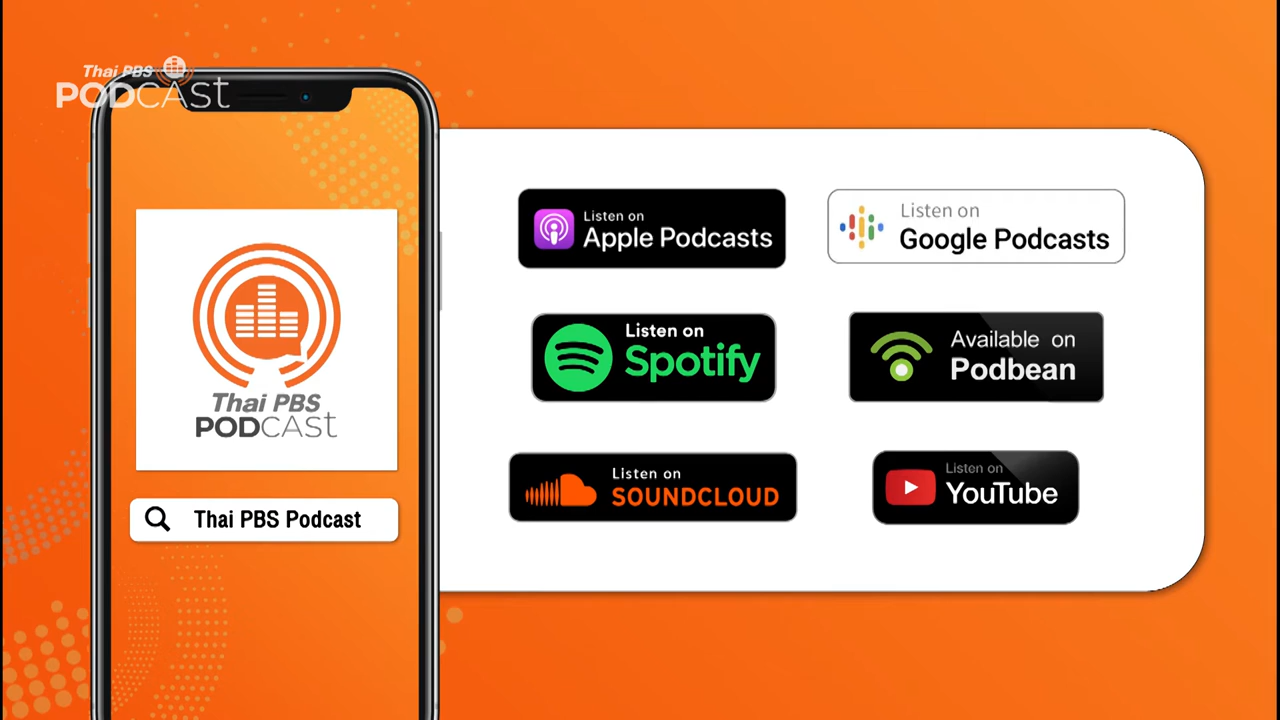 Thai PBS
PODCAST
Thai PBS
PODCAST
Thai PBS Podcast
Listen on
Apple Podcasts
Listen on
Google Podcasts
Listen on
Spotify
Available on
Podbean
Listen on
SOUNDCLOUD
Listen on
YouTube